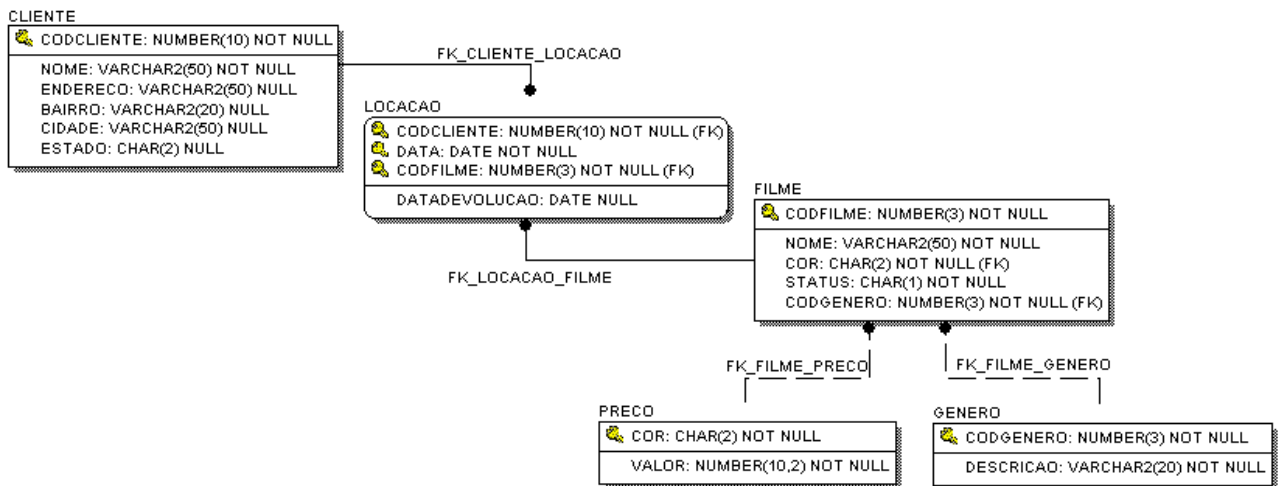 CLIENTE
CODCLIENTE: NUMBER(10) NOT NULL
NOME: VARCHAR2(50) NOT NULL
ENDERECO: VARCHAR2(50) NULL
BAIRRO: VARCHAR2(20) NULL
CIDADE: VARCHAR2(50) NULL
ESTADO: CHAR(2) NULL
FK_CLIENTE_LOCACAO
LOCACAO
CODCLIENTE: NUMBER(10) NOT NULL (FK)
DATA: DATE NOT NULL
CODFILME: NUMBER(3) NOT NULL (FK)
DATADEVOLUCAO: DATE NULL
FK_LOCACAO_FILME
FILME
CODFILME: NUMBER(3) NOT NULL
NOME: VARCHAR2(50) NOT NULL
COR: CHAR(2) NOT NULL (FK)
STATUS: CHAR(1) NOT NULL
CODGENERO: NUMBER(3) NOT NULL (FK)
FK_FILME_PRECO
FK_FILME_GENERO
PRECO
COR: CHAR(2) NOT NULL
VALOR: NUMBER(10,2) NOT NULL
GENERO
CODGENERO: NUMBER(3) NOT NULL
DESCRICAO: VARCHAR2(20) NOT NULL